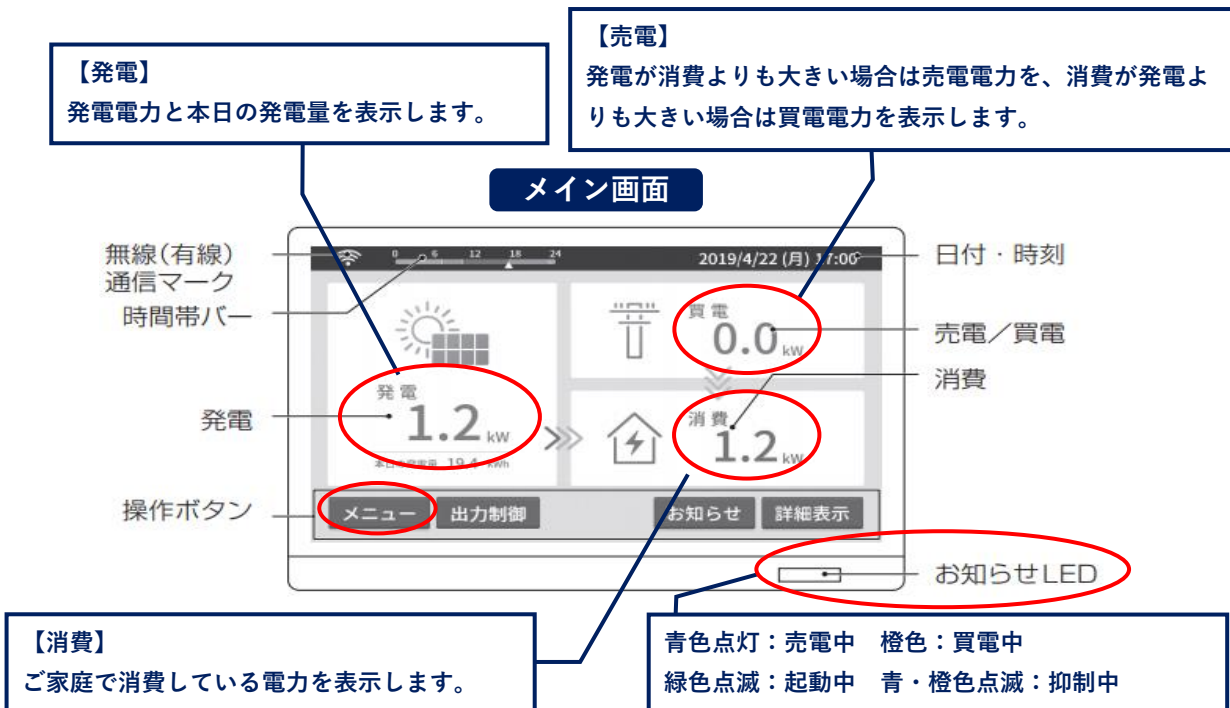 【発電】
発電電力と本日の発電量を表示します。
【売電】
発電が消費よりも大きい場合は売電電力を、消費が発電よ
りも大きい場合は買電電力を表示します。
メイン画面
無線(有線)
通信マーク
時間帯バー
発電
操作ボタン
0 6 12 18 24
2019/4/22 (月) 17:00
発電
1.2 kW
本日の発電量 19.4 kWh
買電
0.0 kW
消費
1.2 kW
メニュー
出力制御
お知らせ
詳細表示
日付・時刻
売電／買電
消費
お知らせLED
【消費】
ご家庭で消費している電力を表示します。
青色点灯：売電中 橙色：買電中
緑色点滅：起動中 青・橙色点滅：抑制中